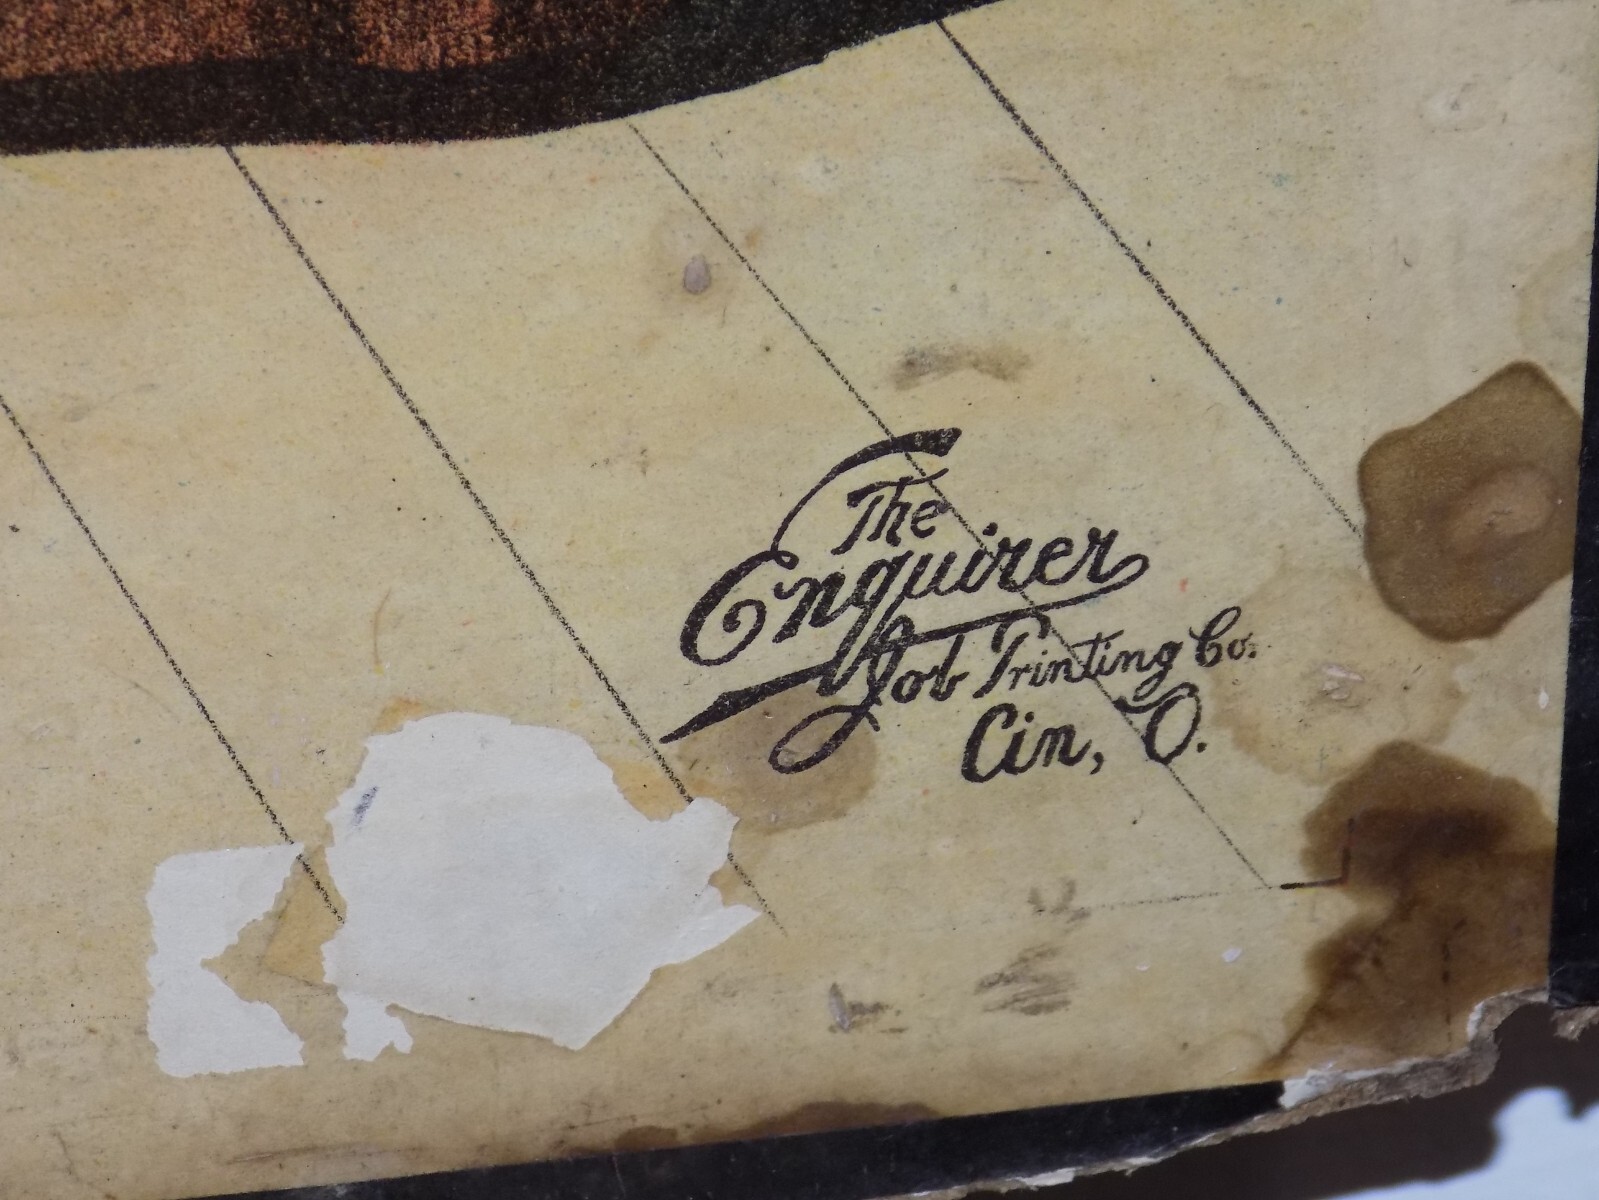 The
Enquirer
Job Printing Co.
Cin, O.